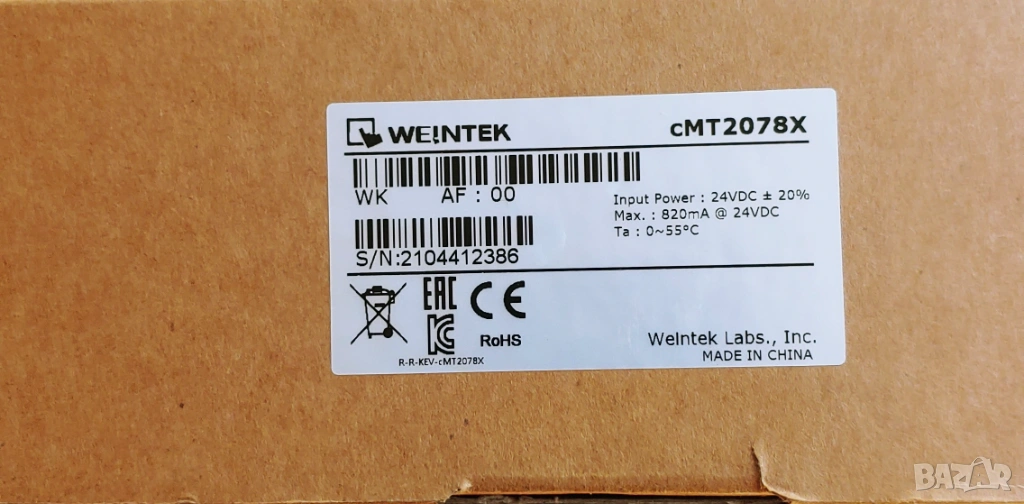 WEINTEK cMT2078X
WK AF : 00
Input Power : 24VDC ± 20%
Max. : 820mA @ 24VDC
Ta : 0~55°C
S/N:2104412386
EAC CE
KC RoHS
R-R-KEV-cMT2078X
Weintek Labs., Inc.
MADE IN CHINA
BAZAR